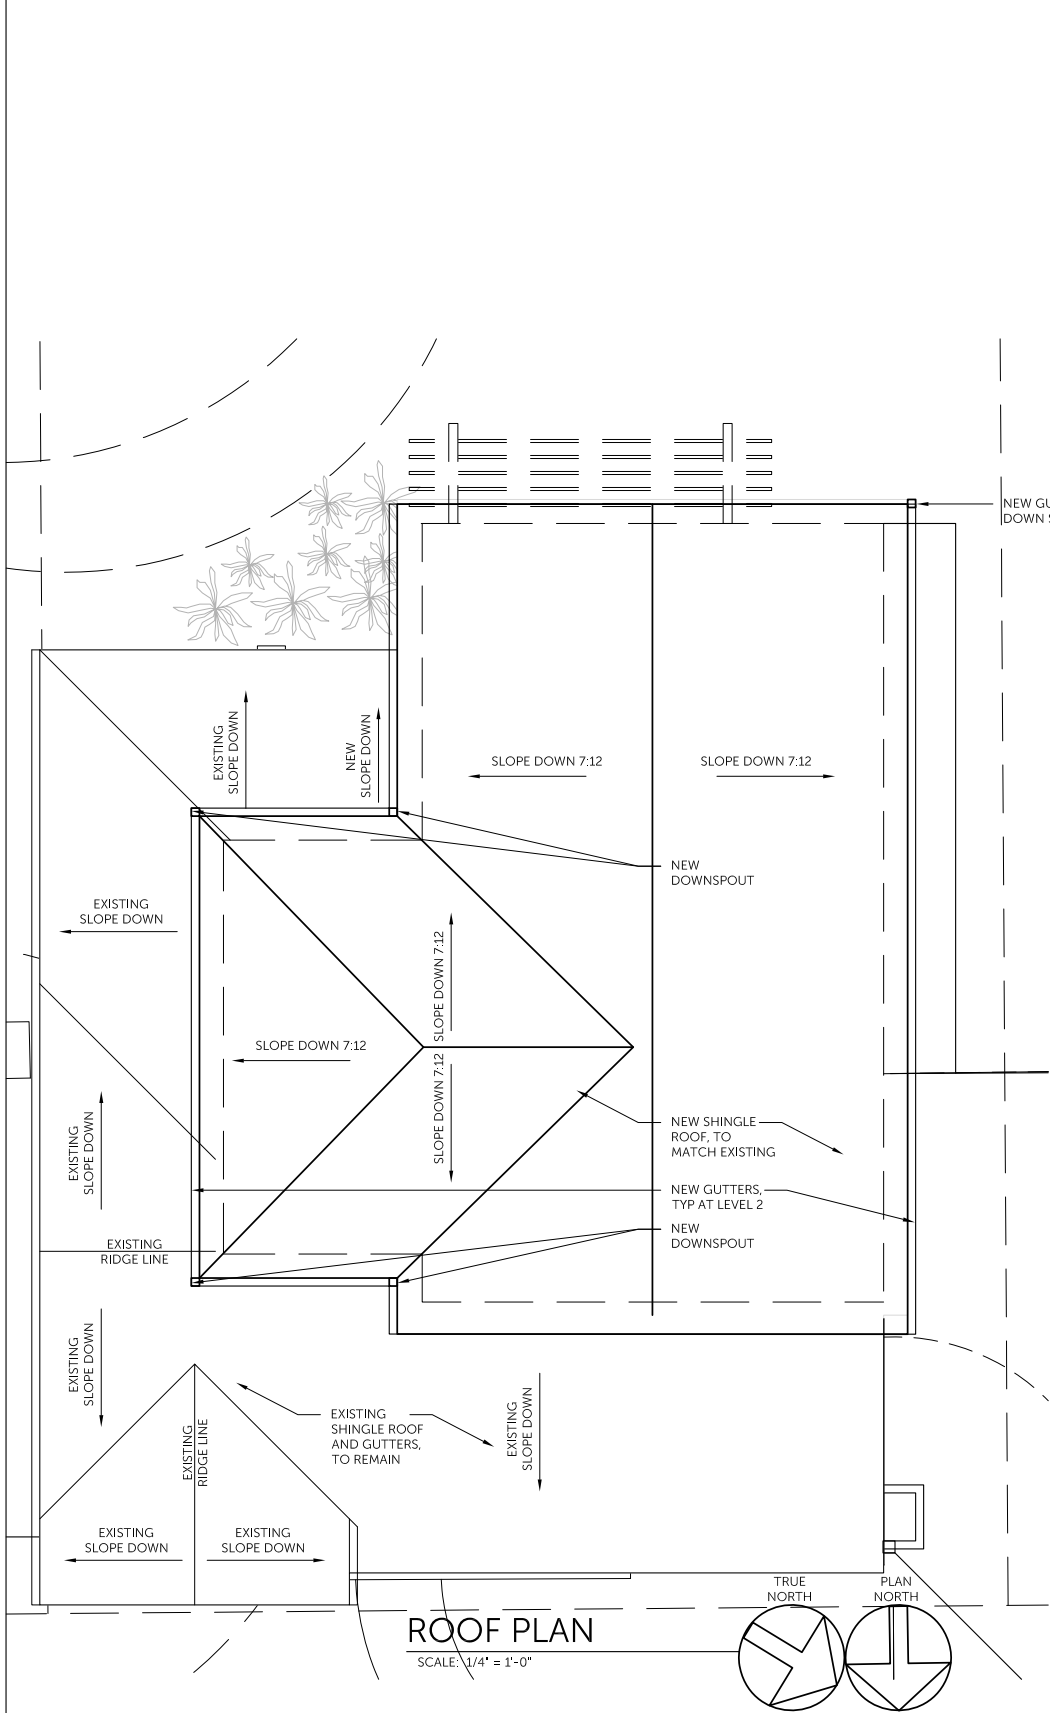 NEW GU
DOWN S
EXISTING
SLOPE DOWN
NEW
SLOPE DOWN
SLOPE DOWN 7:12
SLOPE DOWN 7:12
NEW
DOWNSPOUT
EXISTING
SLOPE DOWN
SLOPE DOWN 7:12
SLOPE DOWN 7:12
SLOPE DOWN 7:12
EXISTING
SLOPE DOWN
NEW SHINGLE
ROOF, TO
MATCH EXISTING
NEW GUTTERS,
TYP AT LEVEL 2
NEW
DOWNSPOUT
EXISTING
RIDGE LINE
EXISTING
SLOPE DOWN
EXISTING
RIDGE LINE
EXISTING
SHINGLE ROOF
AND GUTTERS,
TO REMAIN
EXISTING
SLOPE DOWN
EXISTING
SLOPE DOWN
EXISTING
SLOPE DOWN
TRUE
NORTH
PLAN
NORTH
ROOF PLAN
SCALE: 1/4" = 1'-0"